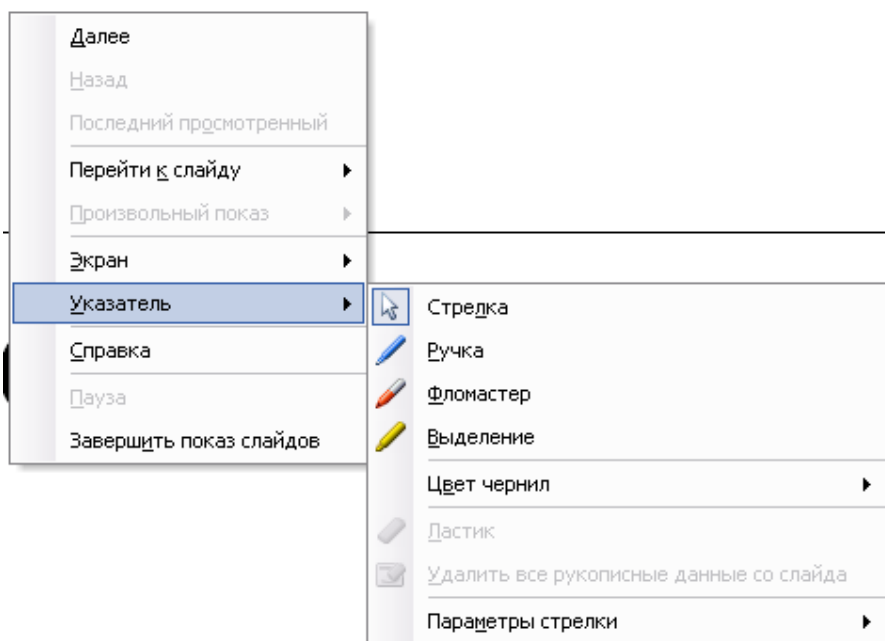 Далее
Назад
Последний просмотренный
Перейти к слайду
Произвольный показ
Экран
Указатель
Справка
Пауза
Завершить показ слайдов
Стрелка
Ручка
Фломастер
Выделение
Цвет чернил
Ластик
Удалить все рукописные данные со слайда
Параметры стрелки